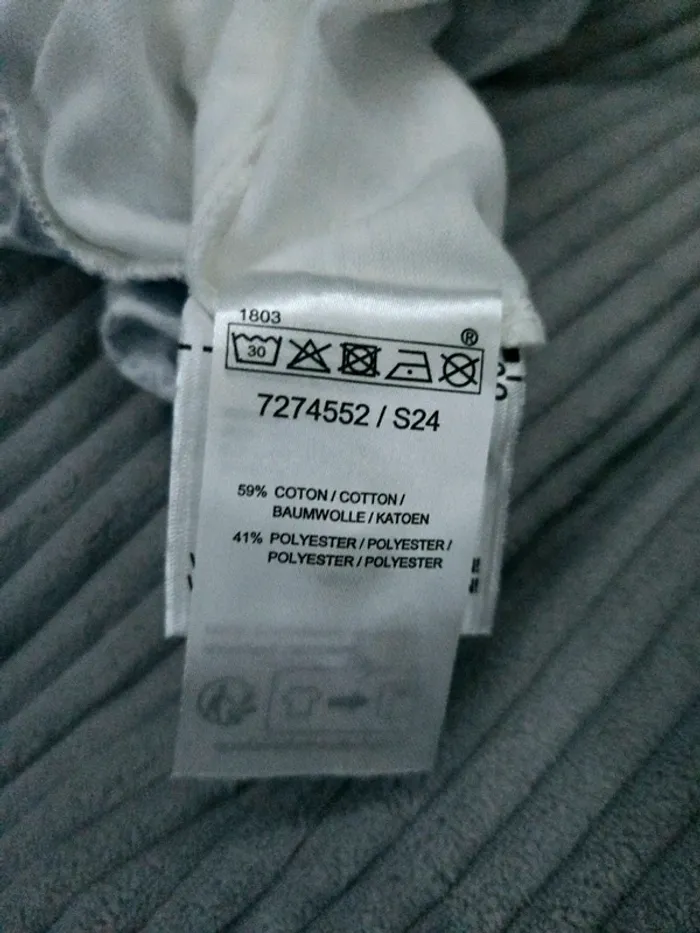 1803
®
30
7274552 / S24
59% COTON / COTTON /
BAUMWOLLE / KATOEN
41% POLYESTER / POLYESTER /
POLYESTER / POLYESTER